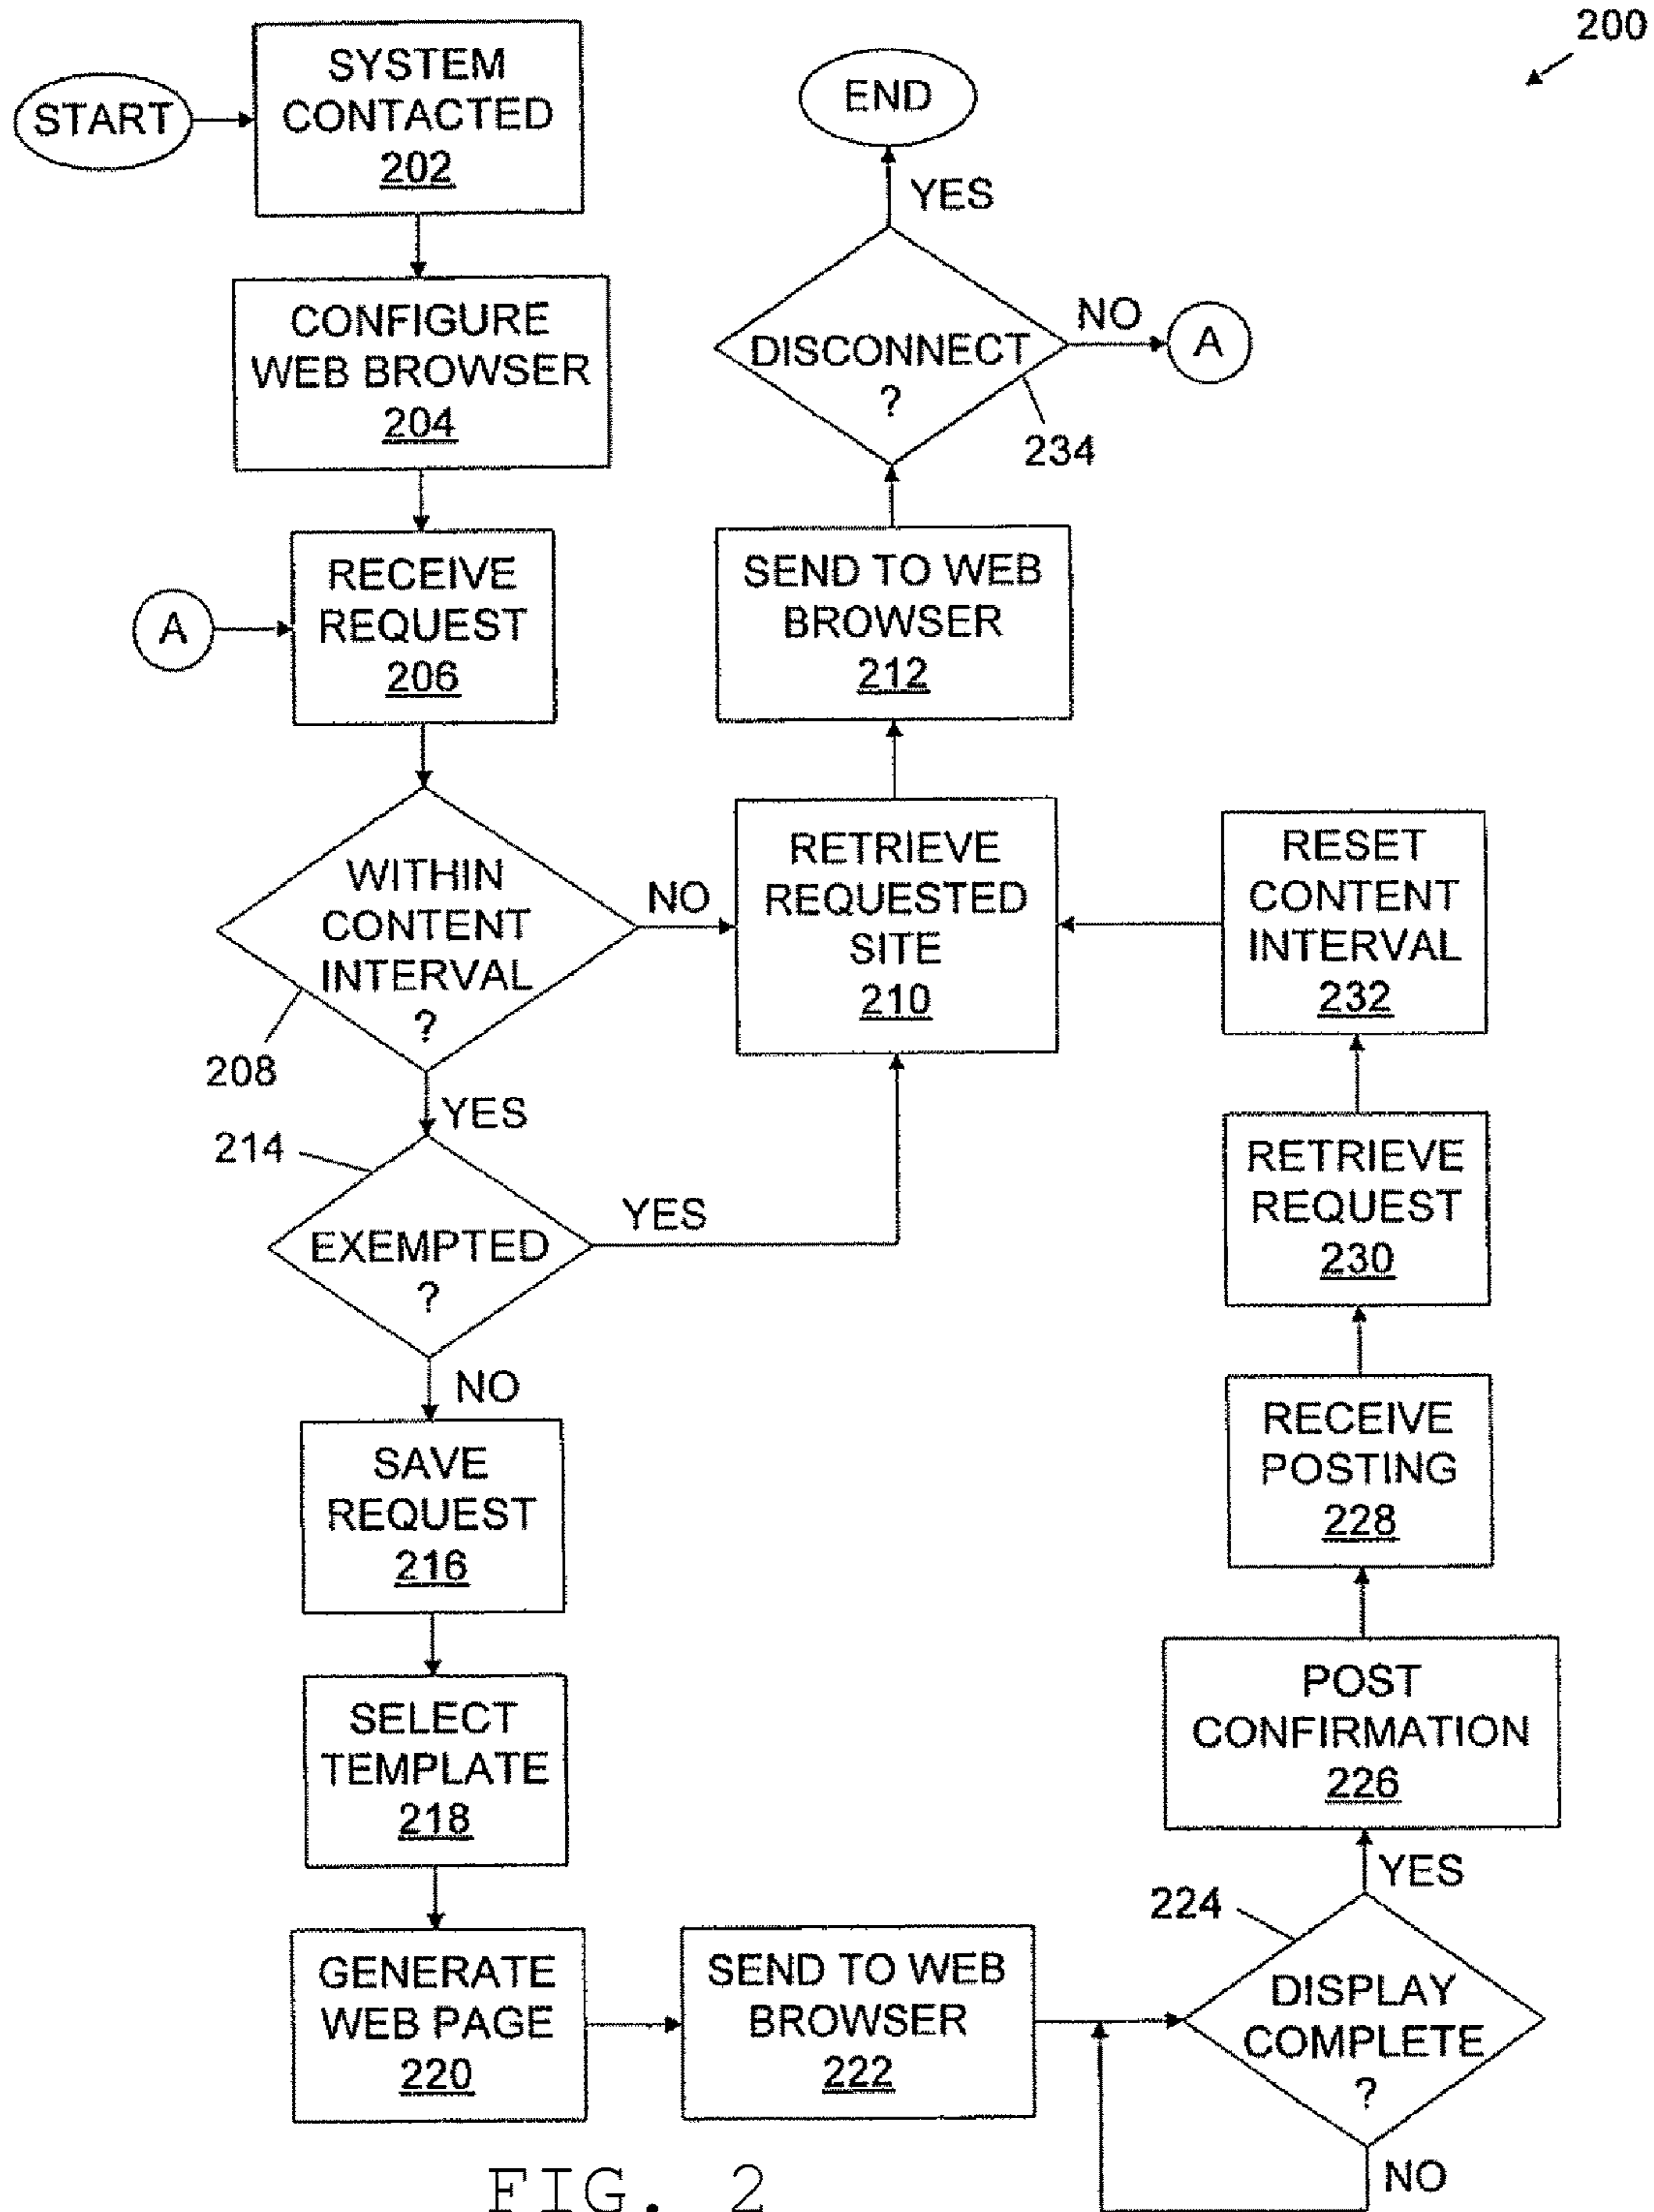 200
START
SYSTEM
CONTACTED
202
CONFIGURE
WEB BROWSER
204
A
RECEIVE
REQUEST
206
WITHIN
CONTENT
INTERVAL
?
208
NO
YES
214
EXEMPTED
?
YES
NO
SAVE
REQUEST
216
SELECT
TEMPLATE
218
GENERATE
WEB PAGE
220
SEND TO WEB
BROWSER
222
224
DISPLAY
COMPLETE
?
NO
YES
POST
CONFIRMATION
226
RECEIVE
POSTING
228
RETRIEVE
REQUEST
230
RESET
CONTENT
INTERVAL
232
RETRIEVE
REQUESTED
SITE
210
SEND TO WEB
BROWSER
212
DISCONNECT
?
234
NO
A
YES
END
FIG. 2